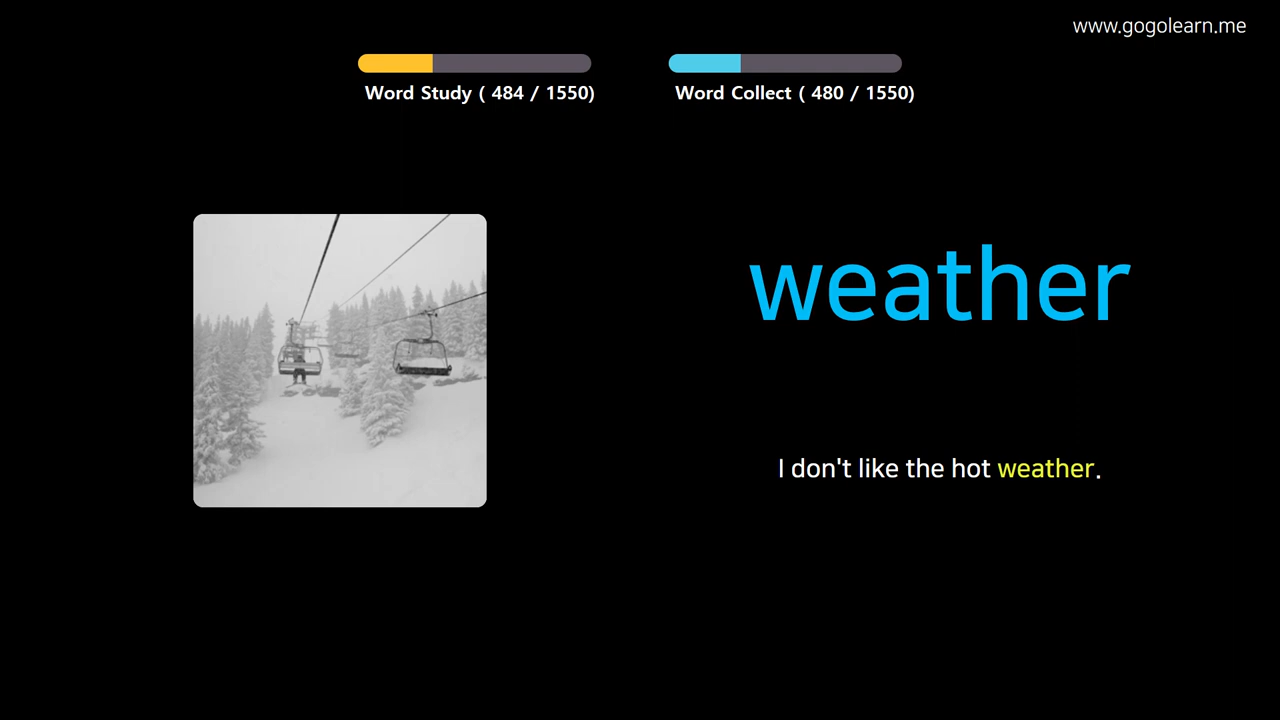 www.gogolearn.me
Word Study ( 484 / 1550)
Word Collect ( 480 / 1550)
weather
I don't like the hot weather.